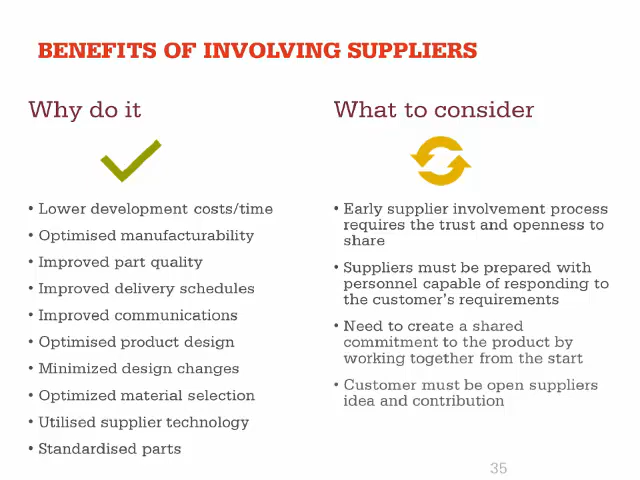 BENEFITS OF INVOLVING SUPPLIERS
Why do it
• Lower development costs/time
• Optimised manufacturability
• Improved part quality
• Improved delivery schedules
• Improved communications
• Optimised product design
• Minimized design changes
• Optimized material selection
• Utilised supplier technology
• Standardised parts
What to consider
• Early supplier involvement process
requires the trust and openness to
share
• Suppliers must be prepared with
personnel capable of responding to
the customer's requirements
• Need to create a shared
commitment to the product by
working together from the start
• Customer must be open suppliers
idea and contribution
35